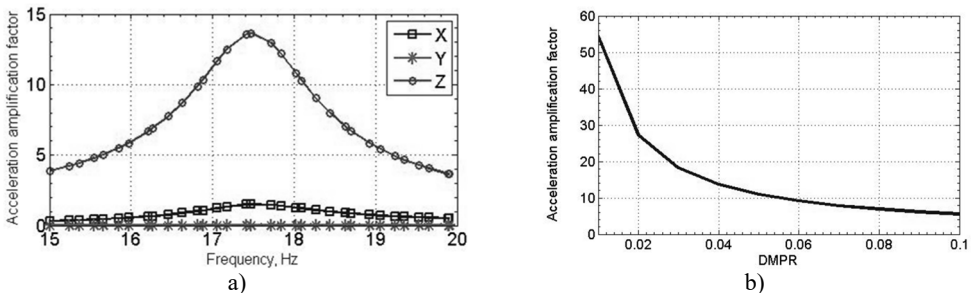 Acceleration amplification factor
15
10
5
0
X
Y
Z
15 16 17 18 19 20
Frequency, Hz
a)
Acceleration amplification factor
60
50
40
30
20
10
0
0.02 0.04 0.06 0.08 0.1
DMPR
b)